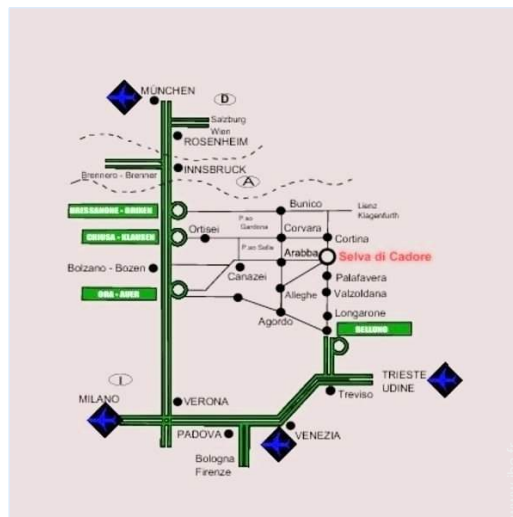 MÜNCHEN
D
Salzburg
Wien
ROSENHEIM
INNSBRUCK
Brennero - Brenner
A
BRESSANONE - BRIXEN
Bunico
Lienz
Klagenfurth
P.so
Gardena
CHIUSA - KLAUSEN
Ortisei
Corvara
Cortina
P.so Sella
Arabba
Selva di Cadore
Bolzano - Bozen
Canazei
Palafavera
ORA - AUER
Alleghe
Valzoldana
Longarone
Agordo
BELLUNO
I
TRIESTE
UDINE
MILANO
VERONA
Treviso
PADOVA
VENEZIA
Bologna
Firenze